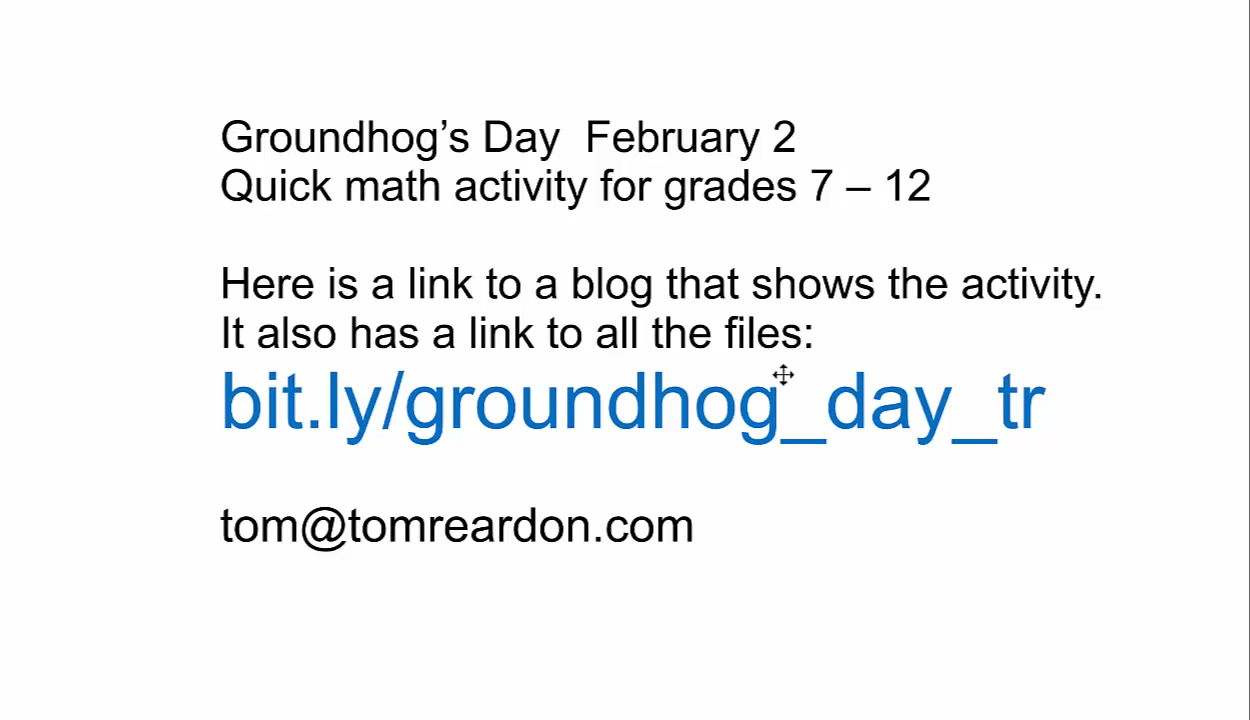 Groundhog’s Day  February 2
Quick math activity for grades 7 – 12
Here is a link to a blog that shows the activity.
It also has a link to all the files:
bit.ly/groundhog_day_tr
tom@tomreardon.com